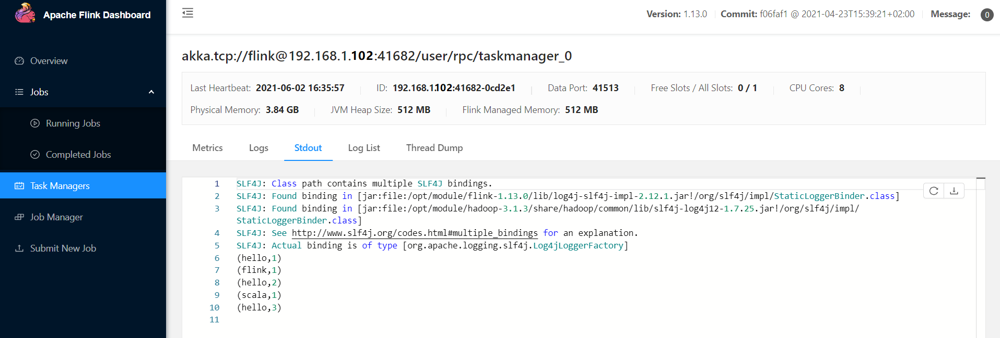 Apache Flink Dashboard
Version: 1.13.0 Commit: f06faf1 @ 2021-04-23T15:39:21+02:00 Message: 0
Overview
Jobs
Running Jobs
Completed Jobs
Task Managers
Job Manager
Submit New Job
akka.tcp://flink@192.168.1.102:41682/user/rpc/taskmanager_0
Last Heartbeat: 2021-06-02 16:35:57 ID: 192.168.1.102:41682-0cd2e1 Data Port: 41513 Free Slots / All Slots: 0 / 1 CPU Cores: 8
Physical Memory: 3.84 GB JVM Heap Size: 512 MB Flink Managed Memory: 512 MB
Metrics Logs Stdout Log List Thread Dump
1 SLF4J: Class path contains multiple SLF4J bindings.
2 SLF4J: Found binding in [jar:file:/opt/module/flink-1.13.0/lib/log4j-slf4j-impl-2.12.1.jar!/org/slf4j/impl/StaticLoggerBinder.class]
3 SLF4J: Found binding in [jar:file:/opt/module/hadoop-3.1.3/share/hadoop/common/lib/slf4j-log4j12-1.7.25.jar!/org/slf4j/impl/
StaticLoggerBinder.class]
4 SLF4J: See http://www.slf4j.org/codes.html#multiple_bindings for an explanation.
5 SLF4J: Actual binding is of type [org.apache.logging.slf4j.Log4jLoggerFactory]
6 (hello,1)
7 (flink,1)
8 (hello,2)
9 (scala,1)
10 (hello,3)
11